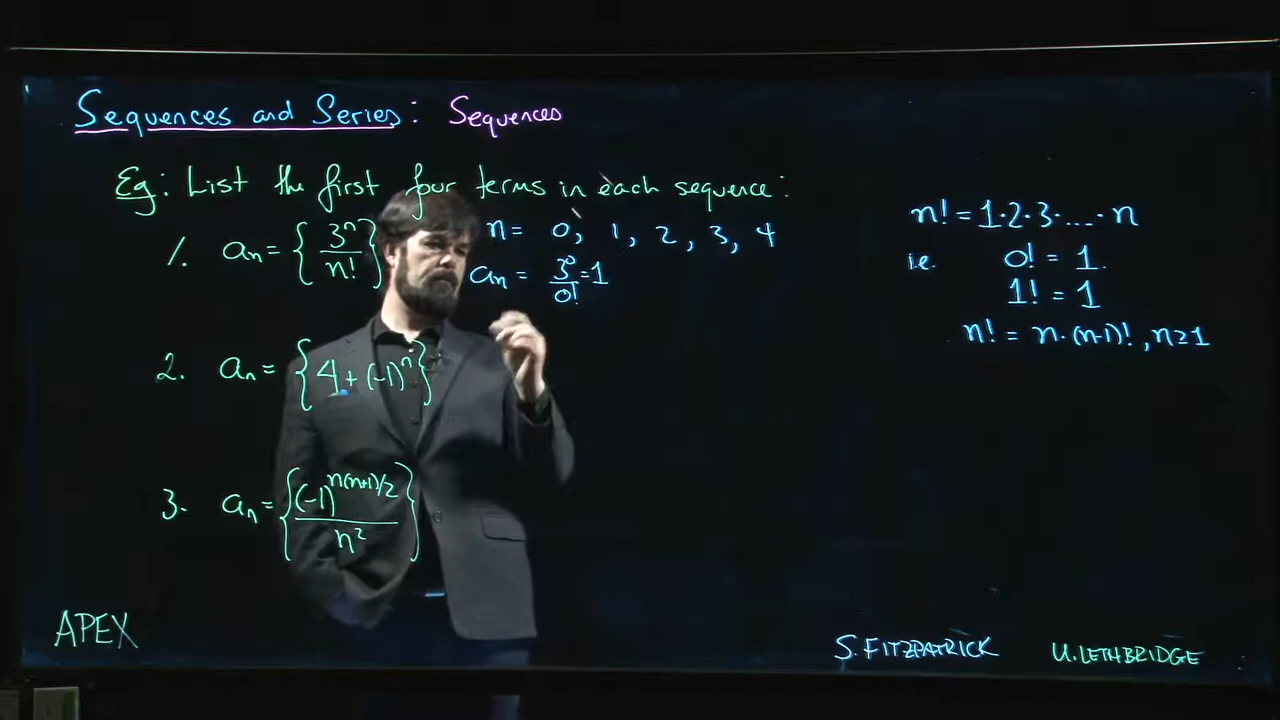 Sequences and Series: Sequences
Eg: List the first four terms in each sequence:
1. aₙ = { 3ⁿ/n! }
n = 0, 1, 2, 3, 4
aₙ = 3⁰/0! = 1
2. aₙ = { 4 + (-1)ⁿ }
3. aₙ = { (-1)^(n(n+1)/2) / n² }
n! = 1·2·3·...·n
i.e. 0! = 1.
1! = 1
n! = n·(n-1)!, n≥1
APEX
S. FITZPATRICK
U. LETHBRIDGE